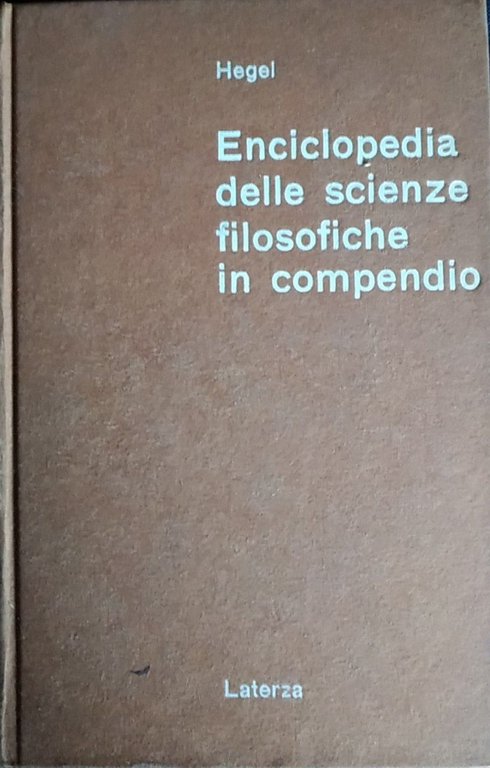 Hegel
Enciclopedia
delle scienze
filosofiche
in compendio
Laterza